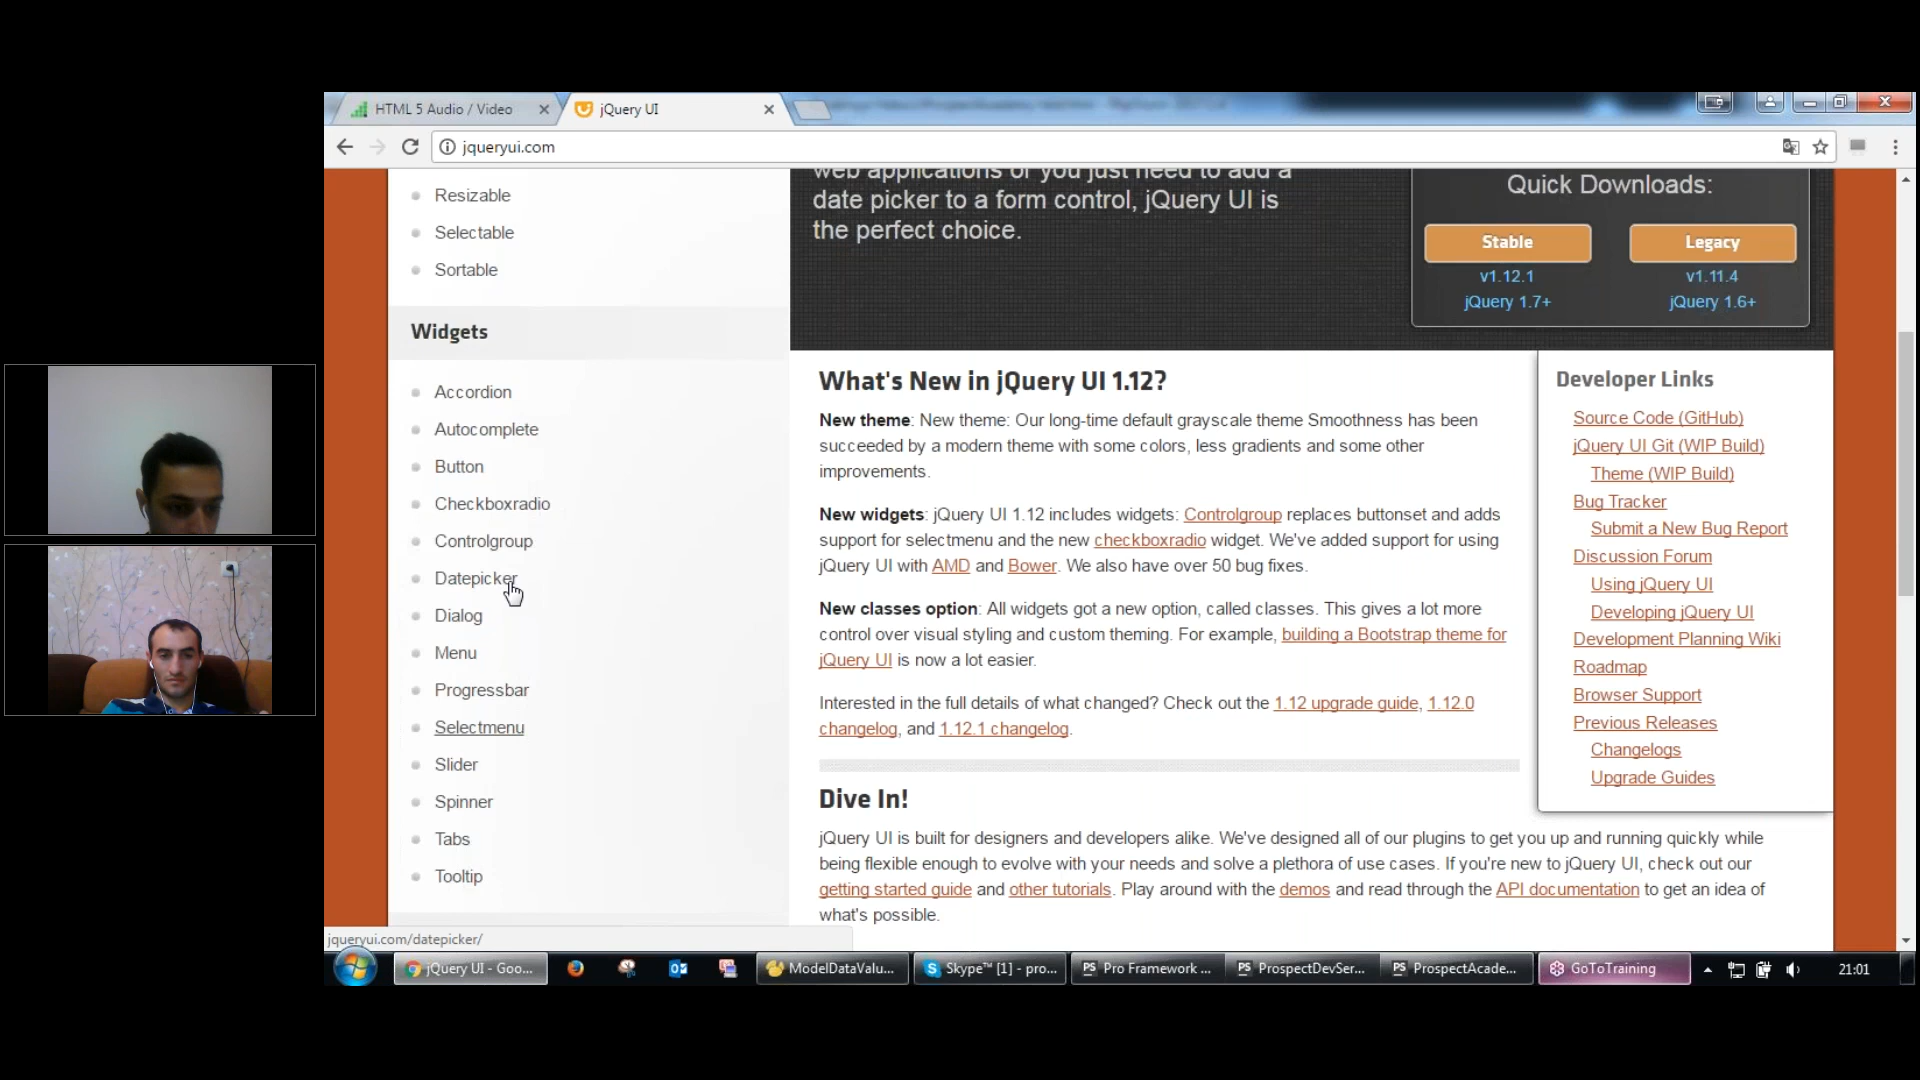 HTML 5 Audio / Video
jQuery UI
jqueryui.com
Resizable
Selectable
Sortable
Widgets
Accordion
Autocomplete
Button
Checkboxradio
Controlgroup
Datepicker
Dialog
Menu
Progressbar
Selectmenu
Slider
Spinner
Tabs
Tooltip
web applications or you just need to add a
date picker to a form control, jQuery UI is
the perfect choice.
Quick Downloads:
Stable
v1.12.1
jQuery 1.7+
Legacy
v1.11.4
jQuery 1.6+
What's New in jQuery UI 1.12?
New theme: New theme: Our long-time default grayscale theme Smoothness has been
succeeded by a modern theme with some colors, less gradients and some other
improvements.
New widgets: jQuery UI 1.12 includes widgets: Controlgroup replaces buttonset and adds
support for selectmenu and the new checkboxradio widget. We've added support for using
jQuery UI with AMD and Bower. We also have over 50 bug fixes.
New classes option: All widgets got a new option, called classes. This gives a lot more
control over visual styling and custom theming. For example, building a Bootstrap theme for
jQuery UI is now a lot easier.
Interested in the full details of what changed? Check out the 1.12 upgrade guide, 1.12.0
changelog, and 1.12.1 changelog.
Dive In!
jQuery UI is built for designers and developers alike. We've designed all of our plugins to get you up and running quickly while
being flexible enough to evolve with your needs and solve a plethora of use cases. If you're new to jQuery UI, check out our
getting started guide and other tutorials. Play around with the demos and read through the API documentation to get an idea of
what's possible.
Developer Links
Source Code (GitHub)
jQuery UI Git (WIP Build)
Theme (WIP Build)
Bug Tracker
Submit a New Bug Report
Discussion Forum
Using jQuery UI
Developing jQuery UI
Development Planning Wiki
Roadmap
Browser Support
Previous Releases
Changelogs
Upgrade Guides
jqueryui.com/datepicker/
jQuery UI - Goo...
ModelDataValu...
Skype™ [1] - pro...
Pro Framework ...
ProspectDevSer...
ProspectAcade...
GoToTraining
21:01